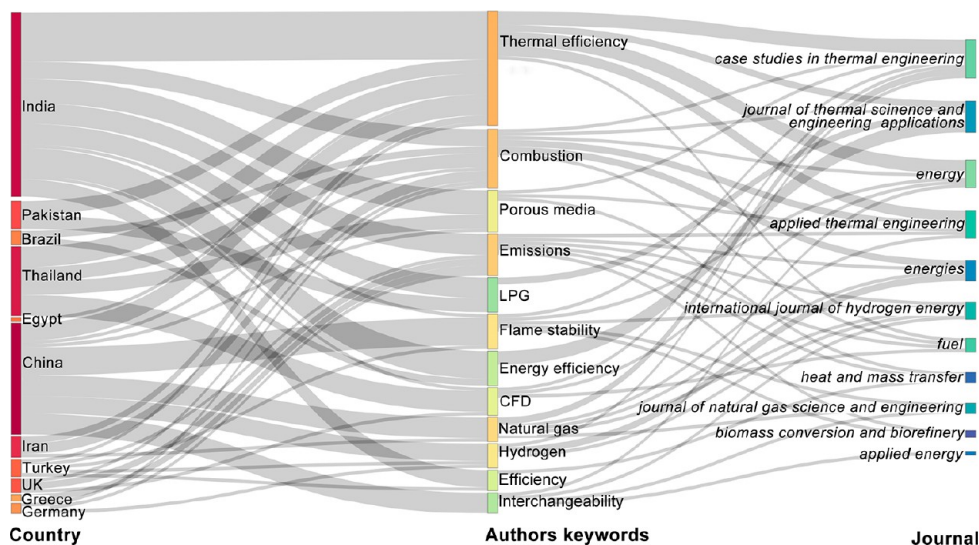 India
Pakistan
Brazil
Thailand
Egypt
China
Iran
Turkey
UK
Greece
Germany
Country
Thermal efficiency
Combustion
Porous media
Emissions
LPG
Flame stability
Energy efficiency
CFD
Natural gas
Hydrogen
Efficiency
Interchangeability
Authors keywords
case studies in thermal engineering
journal of thermal scinence and
engineering applications
energy
applied thermal engineering
energies
international journal of hydrogen energy
fuel
heat and mass transfer
journal of natural gas science and engineering
biomass conversion and biorefinery
applied energy
Journal